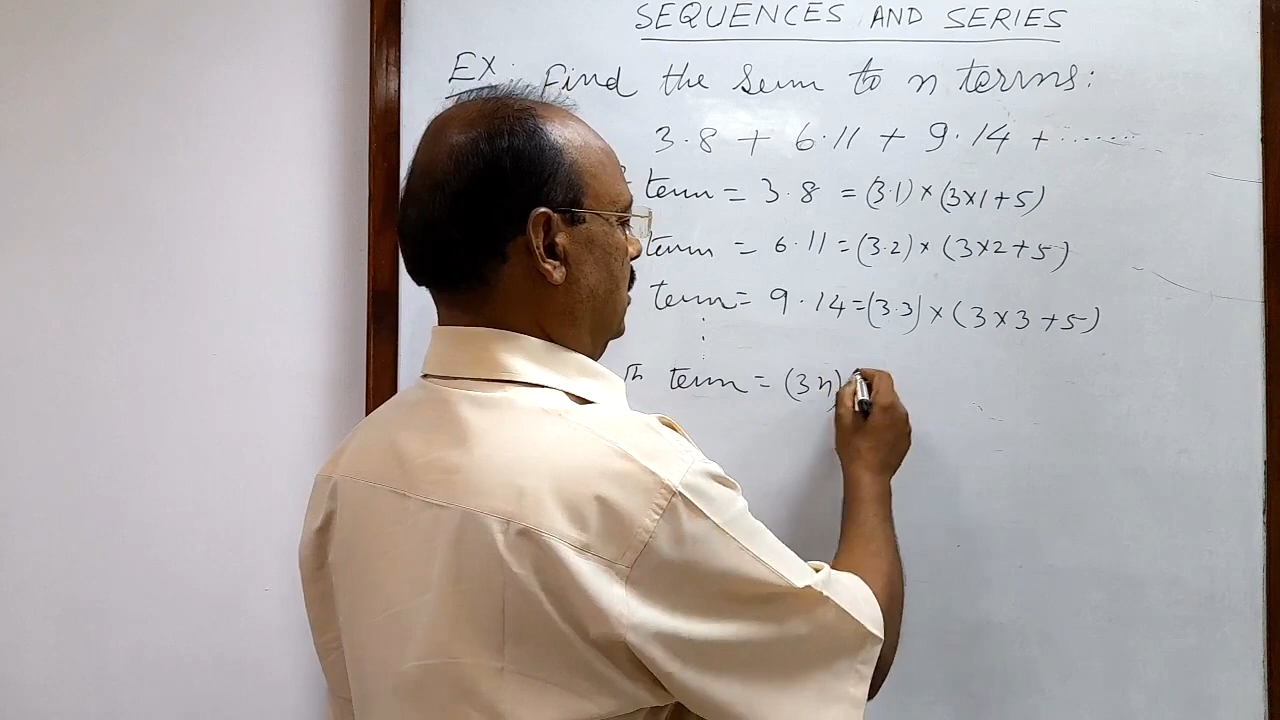 SEQUENCES AND SERIES
Ex: Find the sum to n terms:
3·8 + 6·11 + 9·14 + ......
term = 3·8 = (3·1) × (3×1+5)
term = 6·11 = (3·2) × (3×2+5)
term = 9·14 = (3·3) × (3×3+5)
⋮
th term = (3n)